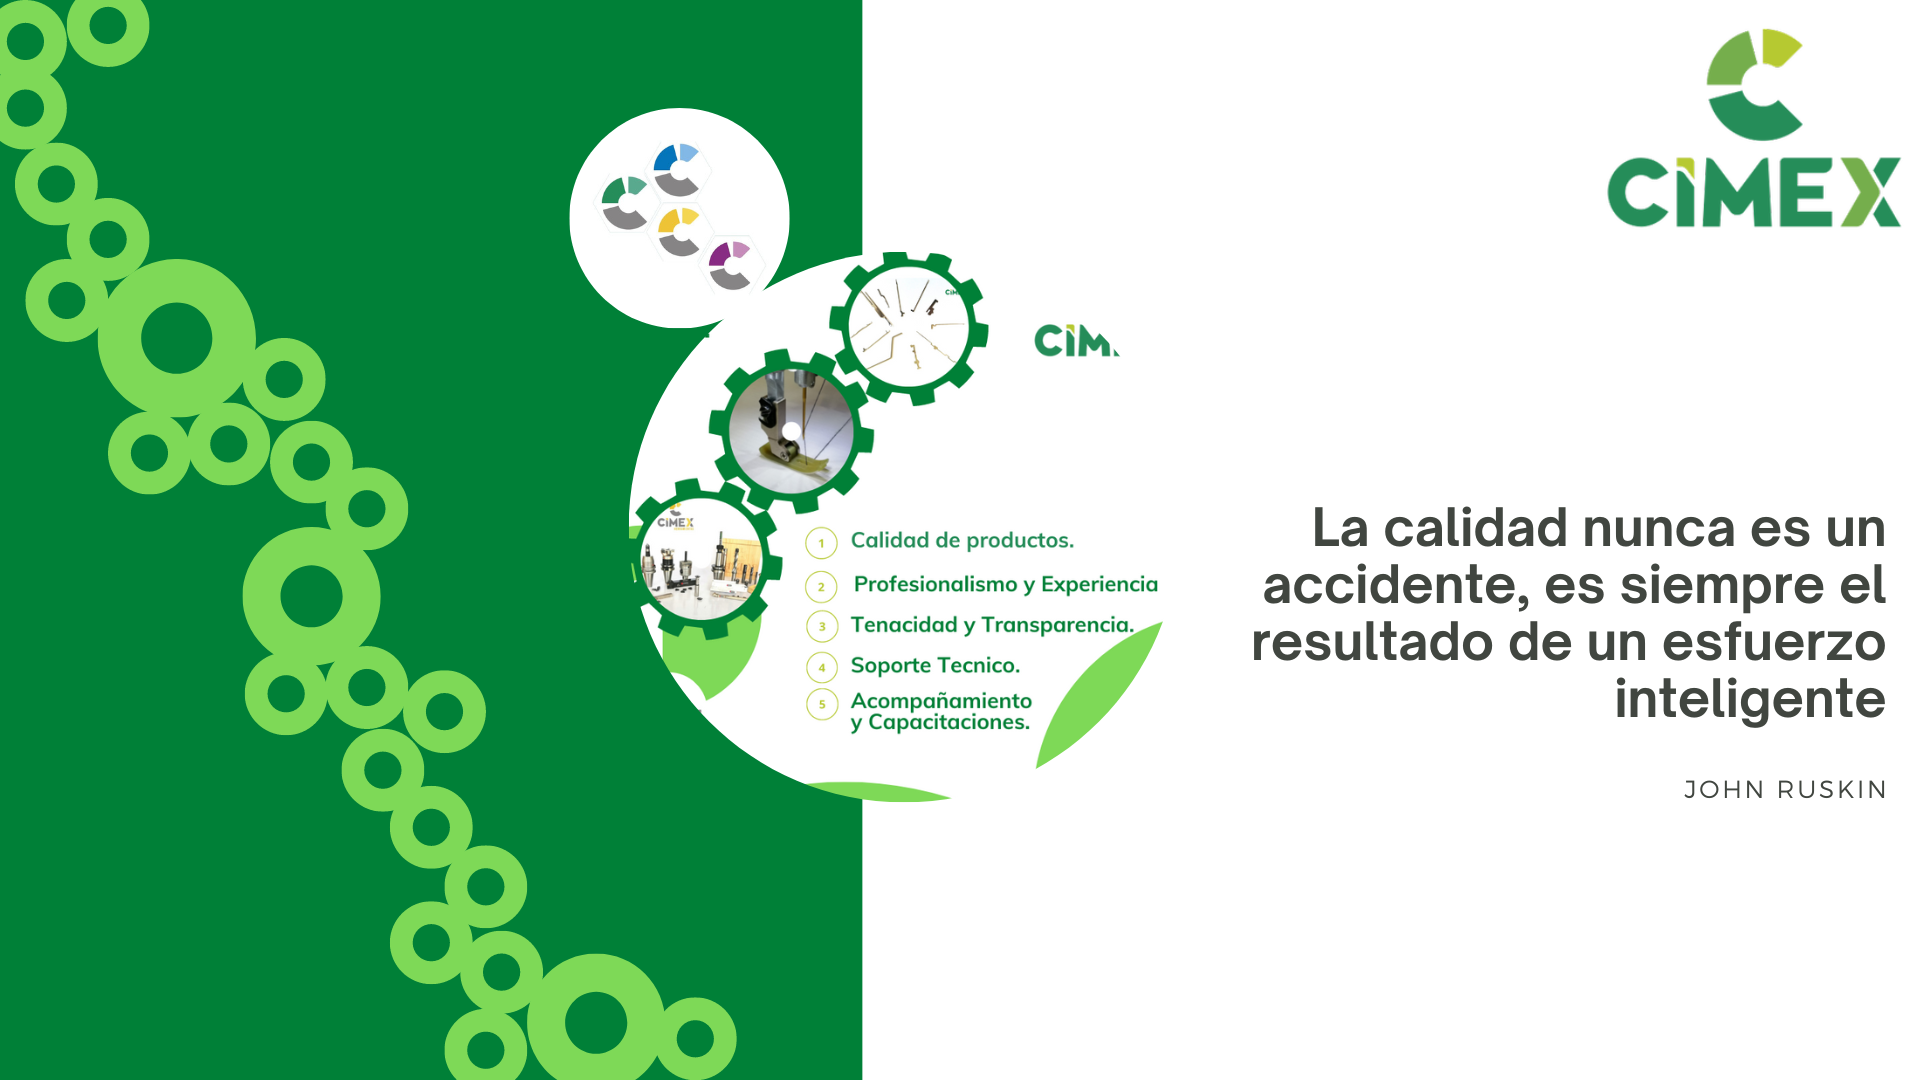 CIMEX
CIM
CIMEX
1 Calidad de productos.
2 Profesionalismo y Experiencia
3 Tenacidad y Transparencia.
4 Soporte Tecnico.
5 Acompañamiento
y Capacitaciones.
La calidad nunca es un
accidente, es siempre el
resultado de un esfuerzo
inteligente
JOHN RUSKIN